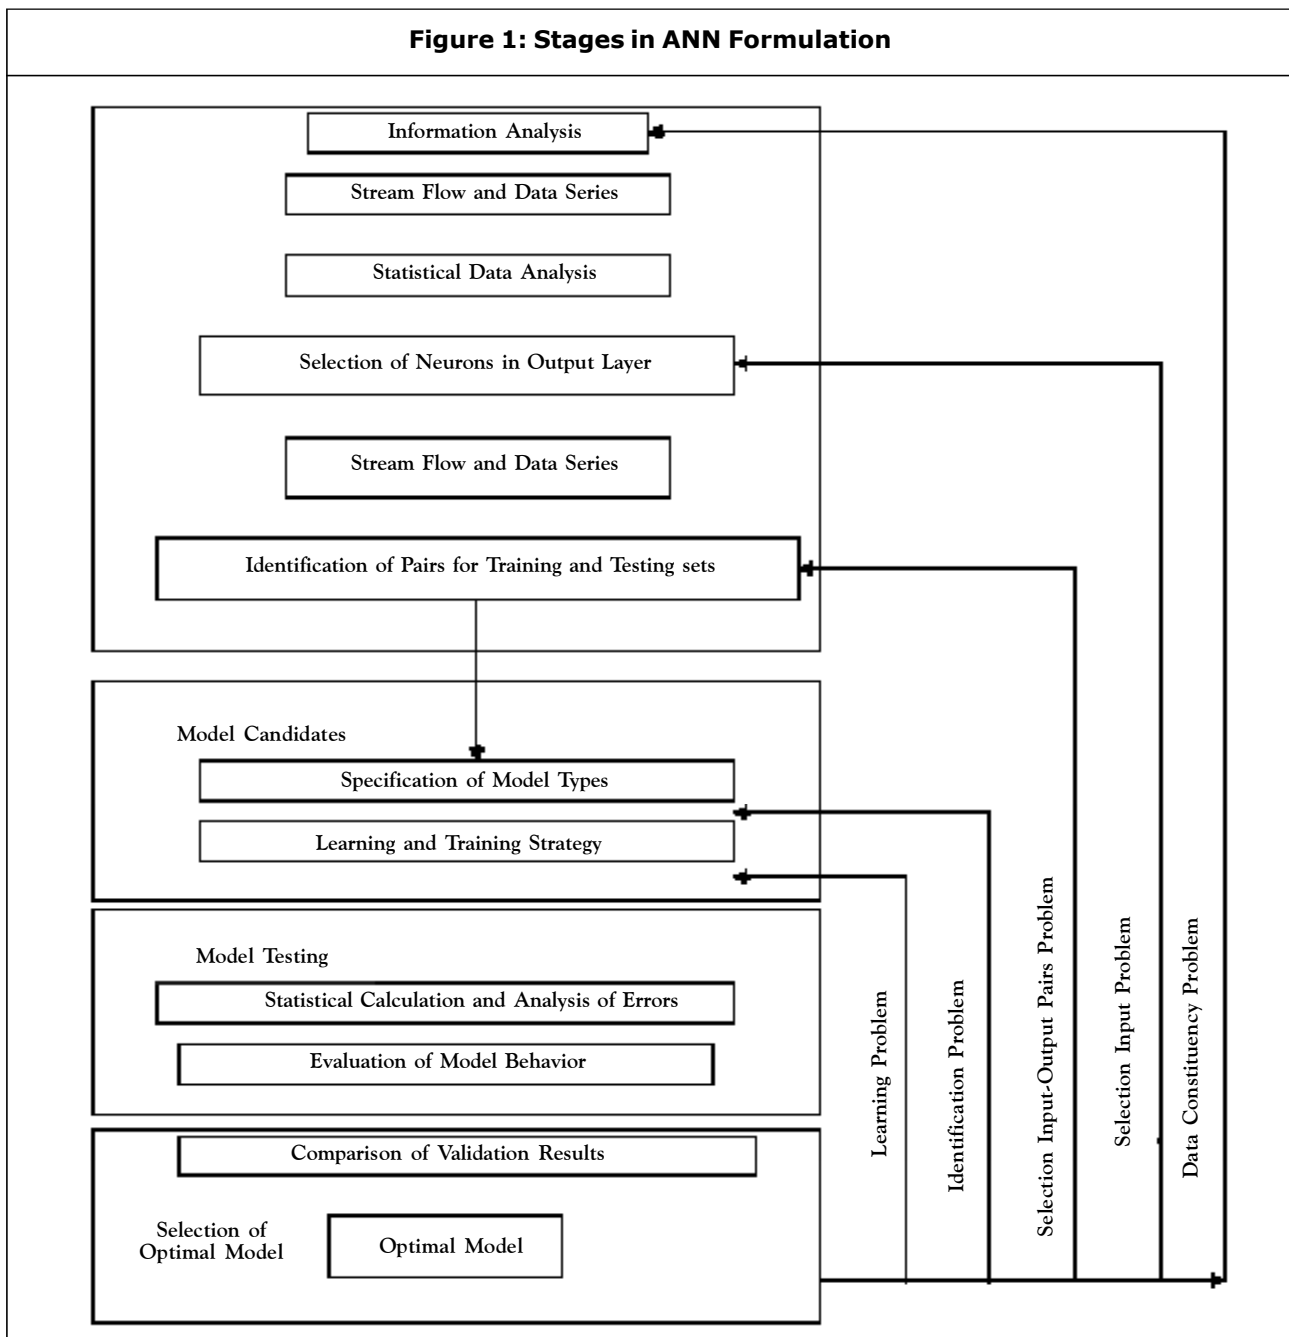 Figure 1: Stages in ANN Formulation
Information Analysis
Stream Flow and Data Series
Statistical Data Analysis
Selection of Neurons in Output Layer
Stream Flow and Data Series
Identification of Pairs for Training and Testing sets
Model Candidates
Specification of Model Types
Learning and Training Strategy
Model Testing
Statistical Calculation and Analysis of Errors
Evaluation of Model Behavior
Comparison of Validation Results
Selection of
Optimal Model
Optimal Model
Learning Problem
Identification Problem
Selection Input-Output Pairs Problem
Selection Input Problem
Data Constituency Problem